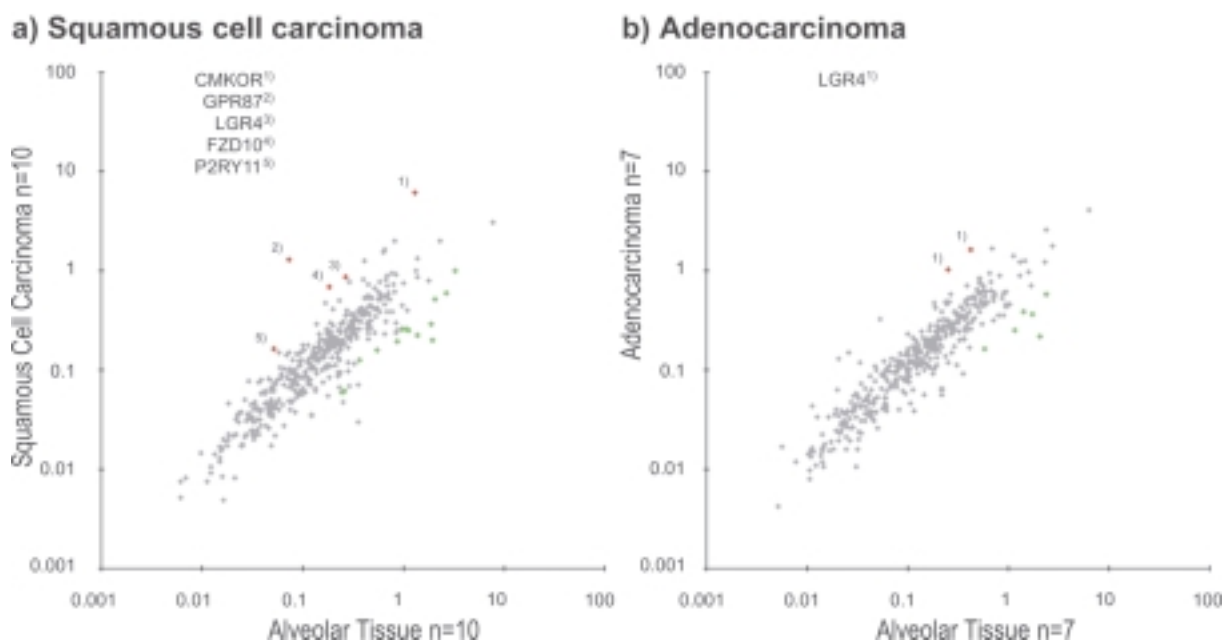 a) Squamous cell carcinoma
CMKOR1)
GPR872)
LGR43)
FZD104)
P2RY115)
100
10
1
0.1
0.01
0.001
Squamous Cell Carcinoma n=10
1)
2)
3)
4)
5)
0.001 0.01 0.1 1 10 100
Alveolar Tissue n=10
b) Adenocarcinoma
LGR41)
100
10
1
0.1
0.01
0.001
Adenocarcinoma n=7
1)
1)
0.001 0.01 0.1 1 10 100
Alveolar Tissue n=7